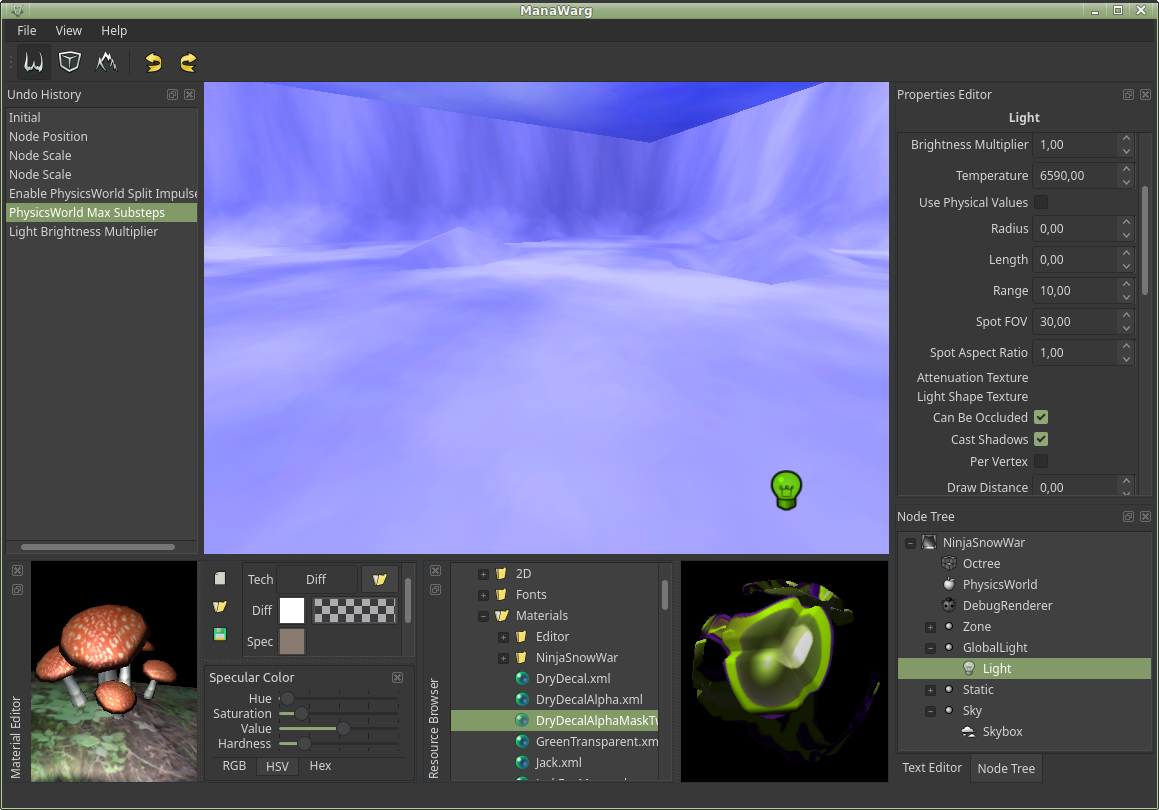 ManaWarg
File View Help
Undo History
Initial
Node Position
Node Scale
Node Scale
Enable PhysicsWorld Split Impulse
PhysicsWorld Max Substeps
Light Brightness Multiplier
Properties Editor
Light
Brightness Multiplier 1,00
Temperature 6590,00
Use Physical Values
Radius 0,00
Length 0,00
Range 10,00
Spot FOV 30,00
Spot Aspect Ratio 1,00
Attenuation Texture
Light Shape Texture
Can Be Occluded
Cast Shadows
Per Vertex
Draw Distance 0,00
Node Tree
NinjaSnowWar
Octree
PhysicsWorld
DebugRenderer
Zone
GlobalLight
Light
Static
Sky
Skybox
Text Editor Node Tree
Material Editor
Tech Diff
Diff
Spec
Specular Color
Hue
Saturation
Value
Hardness
RGB HSV Hex
Resource Browser
2D
Fonts
Materials
Editor
NinjaSnowWar
DryDecal.xml
DryDecalAlpha.xml
DryDecalAlphaMaskTw
GreenTransparent.xm
Jack.xml